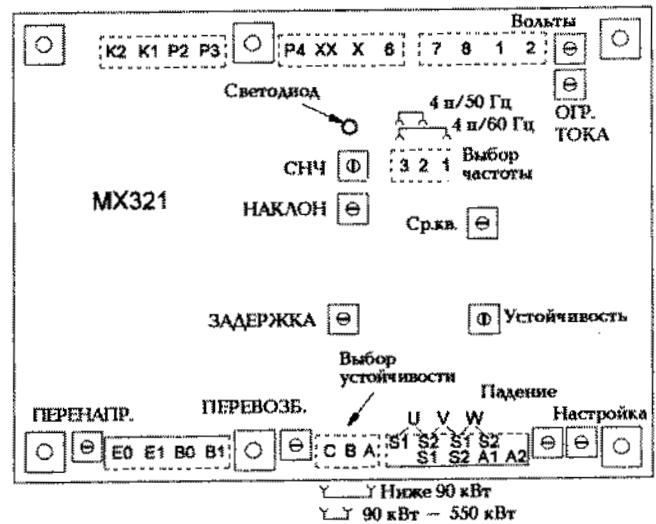 Вольты
K2 K1 P2 P3
P4 XX X 6
7 8 1 2
Светодиод
4 п/50 Гц
4 п/60 Гц
ОГР.
ТОКА
СНЧ
3 2 1
Выбор
частоты
MX321
НАКЛОН
Ср.кв.
ЗАДЕРЖКА
Устойчивость
Выбор
устойчивости
Падение
ПЕРЕНАПР.
ПЕРЕВОЗБ.
U V W
Настройка
E0 E1 B0 B1
C B A
S1 S2 S1 S2
S1 S2 A1 A2
Ниже 90 кВт
90 кВт – 550 кВт